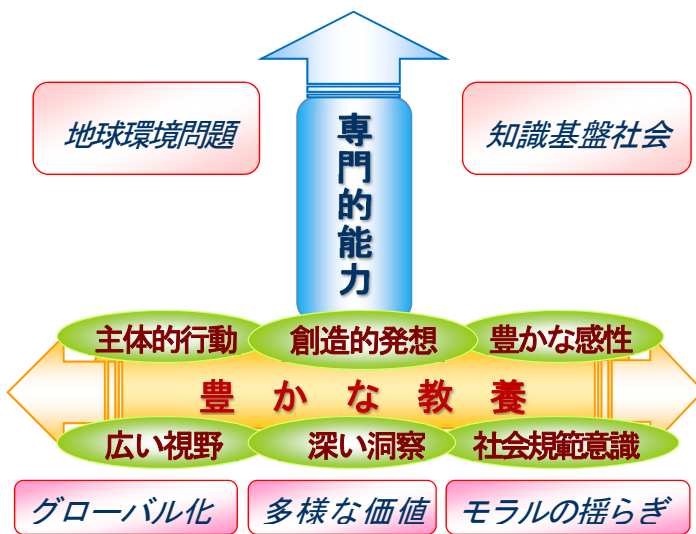 地球環境問題
知識基盤社会
専門的能力
主体的行動
創造的発想
豊かな感性
豊かな教養
広い視野
深い洞察
社会規範意識
グローバル化
多様な価値
モラルの揺らぎ